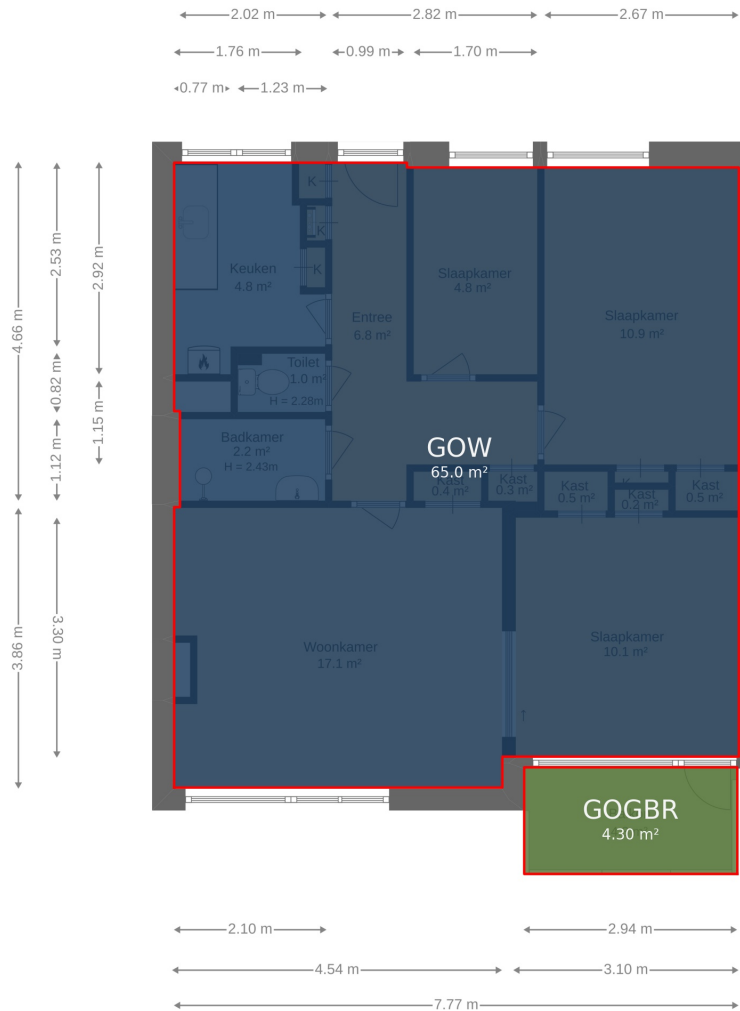 2.02 m
2.82 m
2.67 m
1.76 m
0.99 m
1.70 m
0.77 m
1.23 m
4.66 m
2.53 m
2.92 m
0.82 m
1.15 m
1.12 m
3.86 m
3.30 m
K
K
K
Keuken
4.8 m²
Slaapkamer
4.8 m²
Entree
6.8 m²
Slaapkamer
10.9 m²
Toilet
1.0 m²
H = 2.28m
Badkamer
2.2 m²
H = 2.43m
GOW
65.0 m²
Kast
0.4 m²
Kast
0.3 m²
Kast
0.5 m²
K
Kast
0.2 m²
Kast
0.5 m²
Woonkamer
17.1 m²
Slaapkamer
10.1 m²
GOGBR
4.30 m²
2.10 m
2.94 m
4.54 m
3.10 m
7.77 m